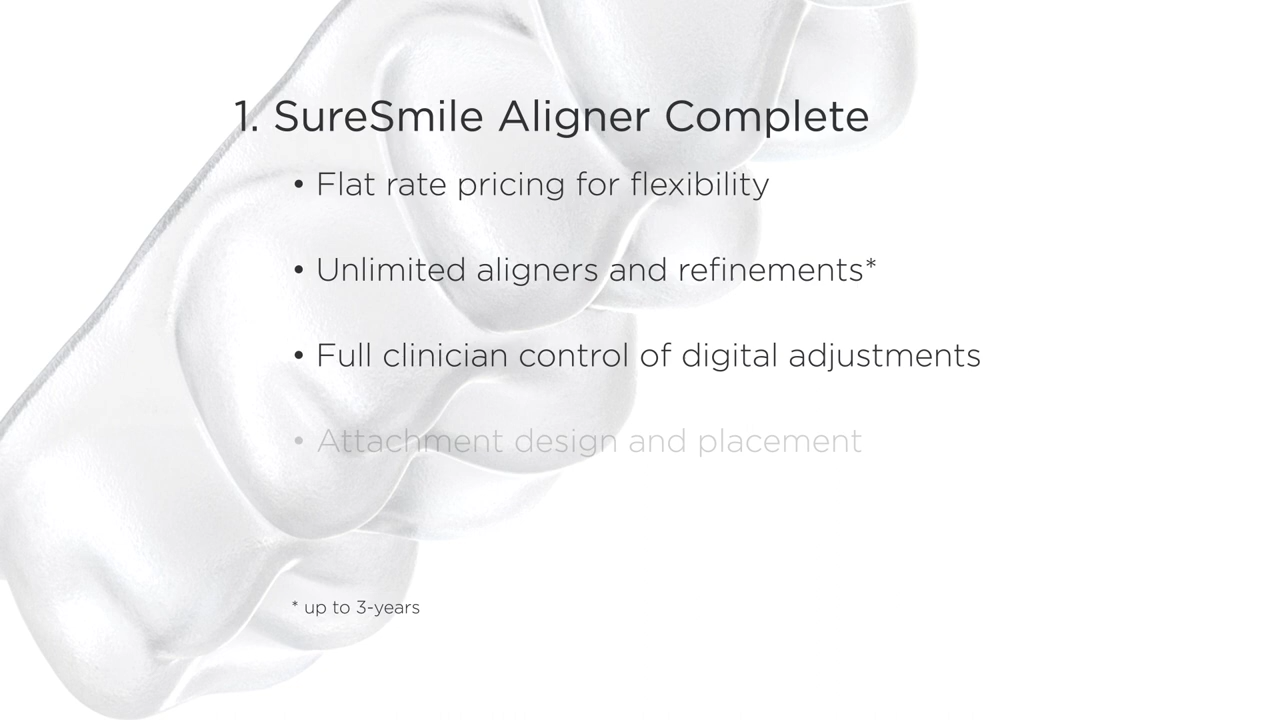 1. SureSmile Aligner Complete
• Flat rate pricing for flexibility
• Unlimited aligners and refinements*
• Full clinician control of digital adjustments
• Attachment design and placement
* up to 3-years